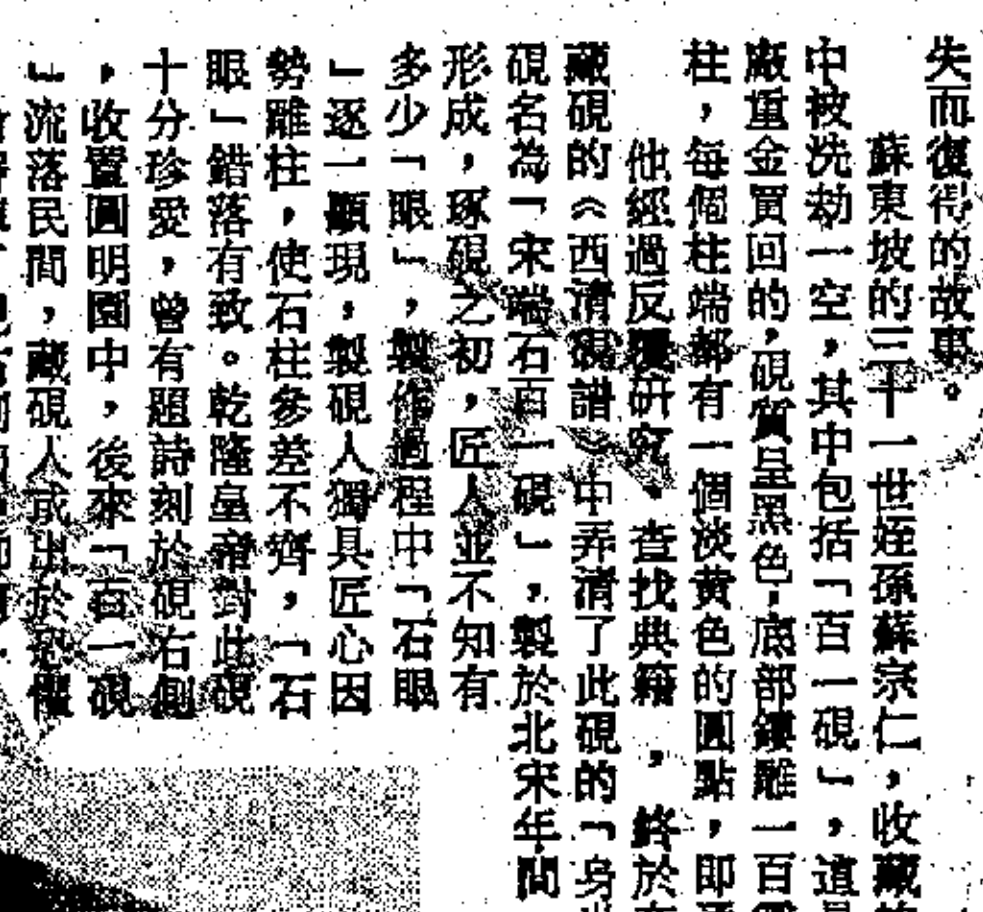 失而復得的故事。
蘇東坡的三十一世姪孫蘇宗仁，收藏
中被洗劫一空，其中包括「百一硯」，這
廠重金買回的，硯質呈黑色，底部鏤雕一百
柱，每個柱端都有一個淡黄色的圓點，即
他經過反覆研究、查找典籍，終於
藏硯的《西清硯譜》中弄清了此硯的「身
硯名為「宋端石百一硯」，製於北宋年間
形成，琢硯之初，匠人並不知有
多少「眼」，製作過程中「石眼
」逐一顯現，製硯人獨具匠心因
勢雕柱，使石柱參差不齊，「石
眼」錯落有致。乾隆皇帝對此硯
十分珍愛，曾有題詩刻於硯右側
，收置圓明園中，後來「百一硯
」流落民間，藏硯人或出於恐懼